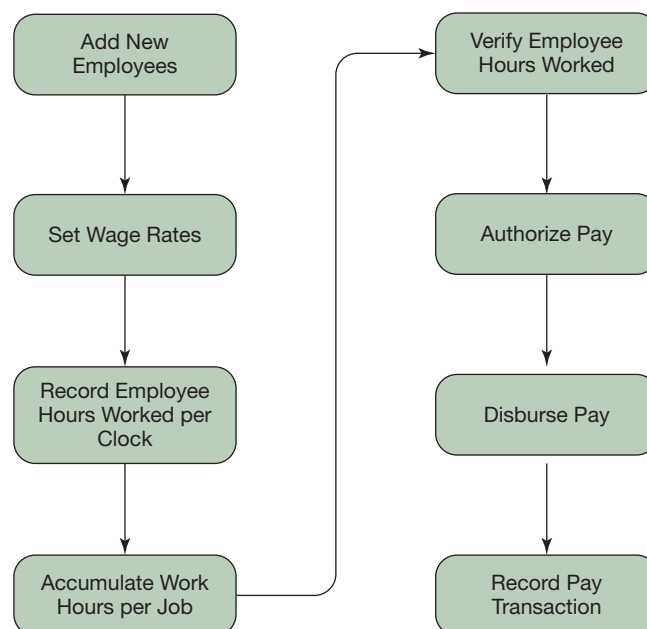 Add New
Employees
Set Wage Rates
Record Employee
Hours Worked per
Clock
Accumulate Work
Hours per Job
Verify Employee
Hours Worked
Authorize Pay
Disburse Pay
Record Pay
Transaction